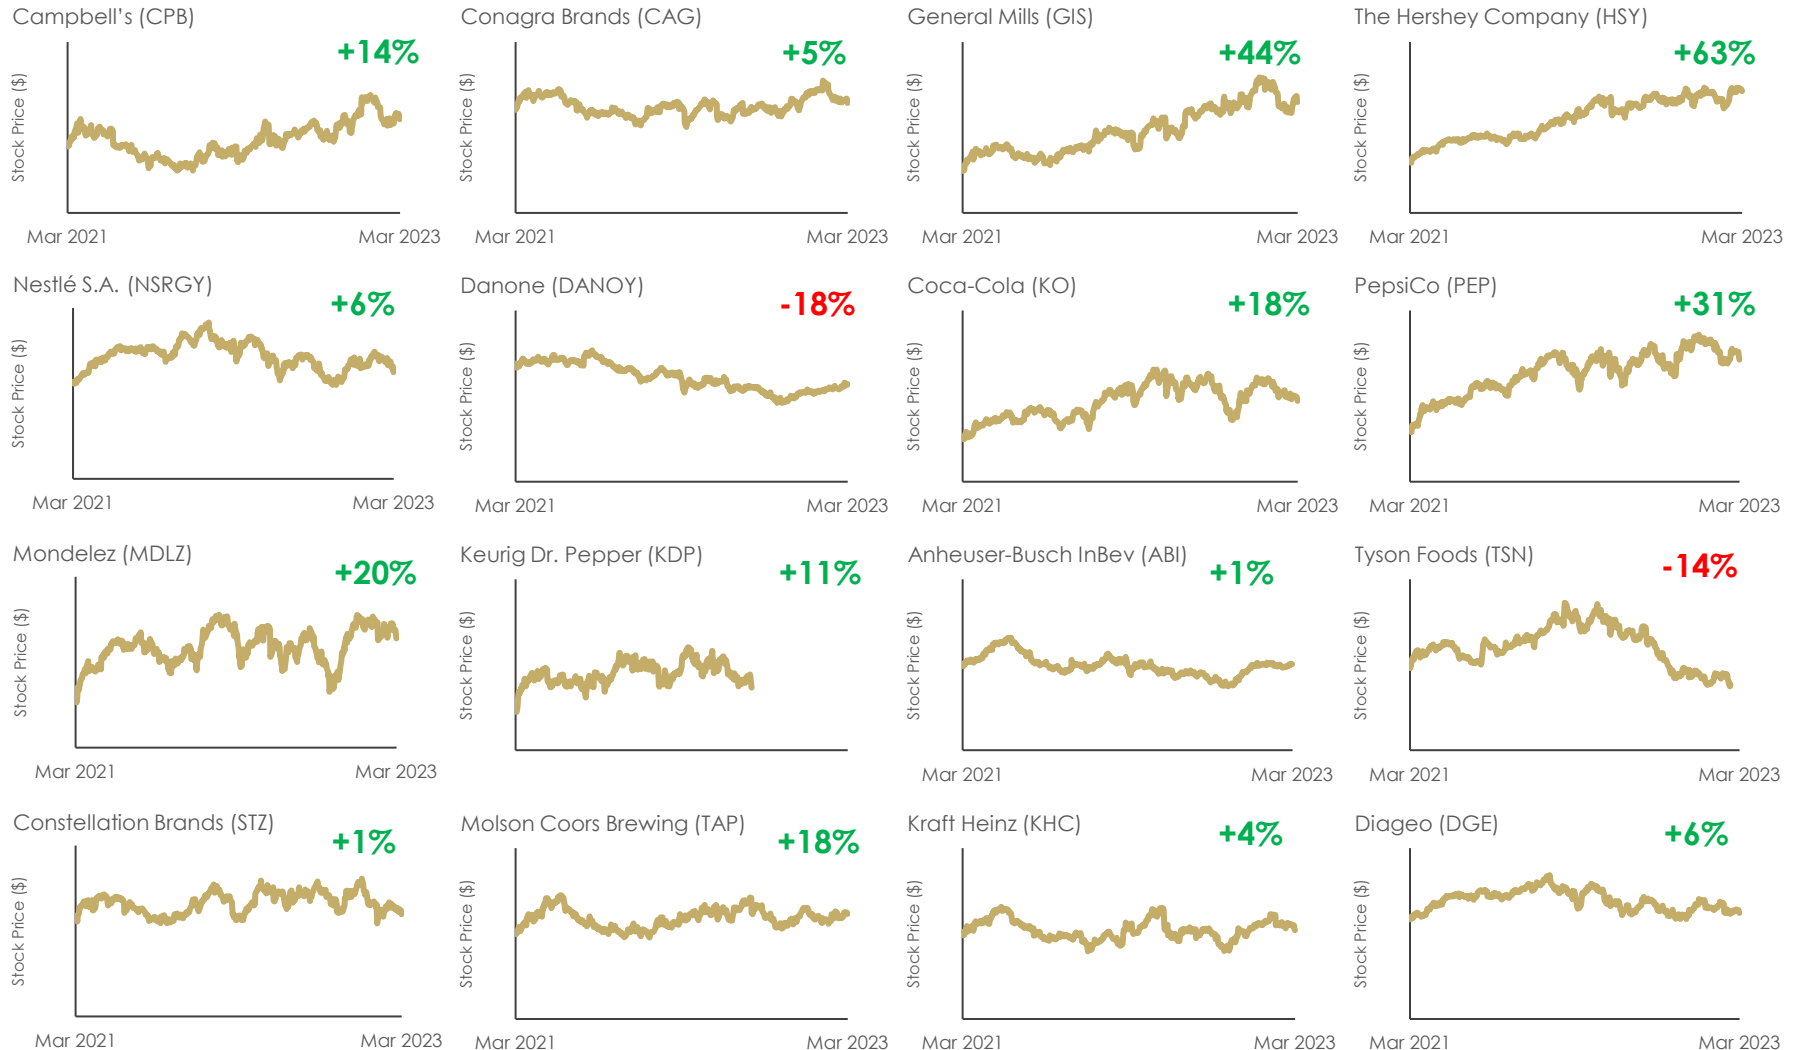 Campbell's (CPB)
+14%
Stock Price ($)
Mar 2021
Mar 2023
Conagra Brands (CAG)
+5%
Stock Price ($)
Mar 2021
Mar 2023
General Mills (GIS)
+44%
Stock Price ($)
Mar 2021
Mar 2023
The Hershey Company (HSY)
+63%
Stock Price ($)
Mar 2021
Mar 2023
Nestlé S.A. (NSRGY)
+6%
Stock Price ($)
Mar 2021
Mar 2023
Danone (DANOY)
-18%
Stock Price ($)
Mar 2021
Mar 2023
Coca-Cola (KO)
+18%
Stock Price ($)
Mar 2021
Mar 2023
PepsiCo (PEP)
+31%
Stock Price ($)
Mar 2021
Mar 2023
Mondelez (MDLZ)
+20%
Stock Price ($)
Mar 2021
Mar 2023
Keurig Dr. Pepper (KDP)
+11%
Stock Price ($)
Mar 2021
Mar 2023
Anheuser-Busch InBev (ABI)
+1%
Stock Price ($)
Mar 2021
Mar 2023
Tyson Foods (TSN)
-14%
Stock Price ($)
Mar 2021
Mar 2023
Constellation Brands (STZ)
+1%
Stock Price ($)
Mar 2021
Mar 2023
Molson Coors Brewing (TAP)
+18%
Stock Price ($)
Mar 2021
Mar 2023
Kraft Heinz (KHC)
+4%
Stock Price ($)
Mar 2021
Mar 2023
Diageo (DGE)
+6%
Stock Price ($)
Mar 2021
Mar 2023